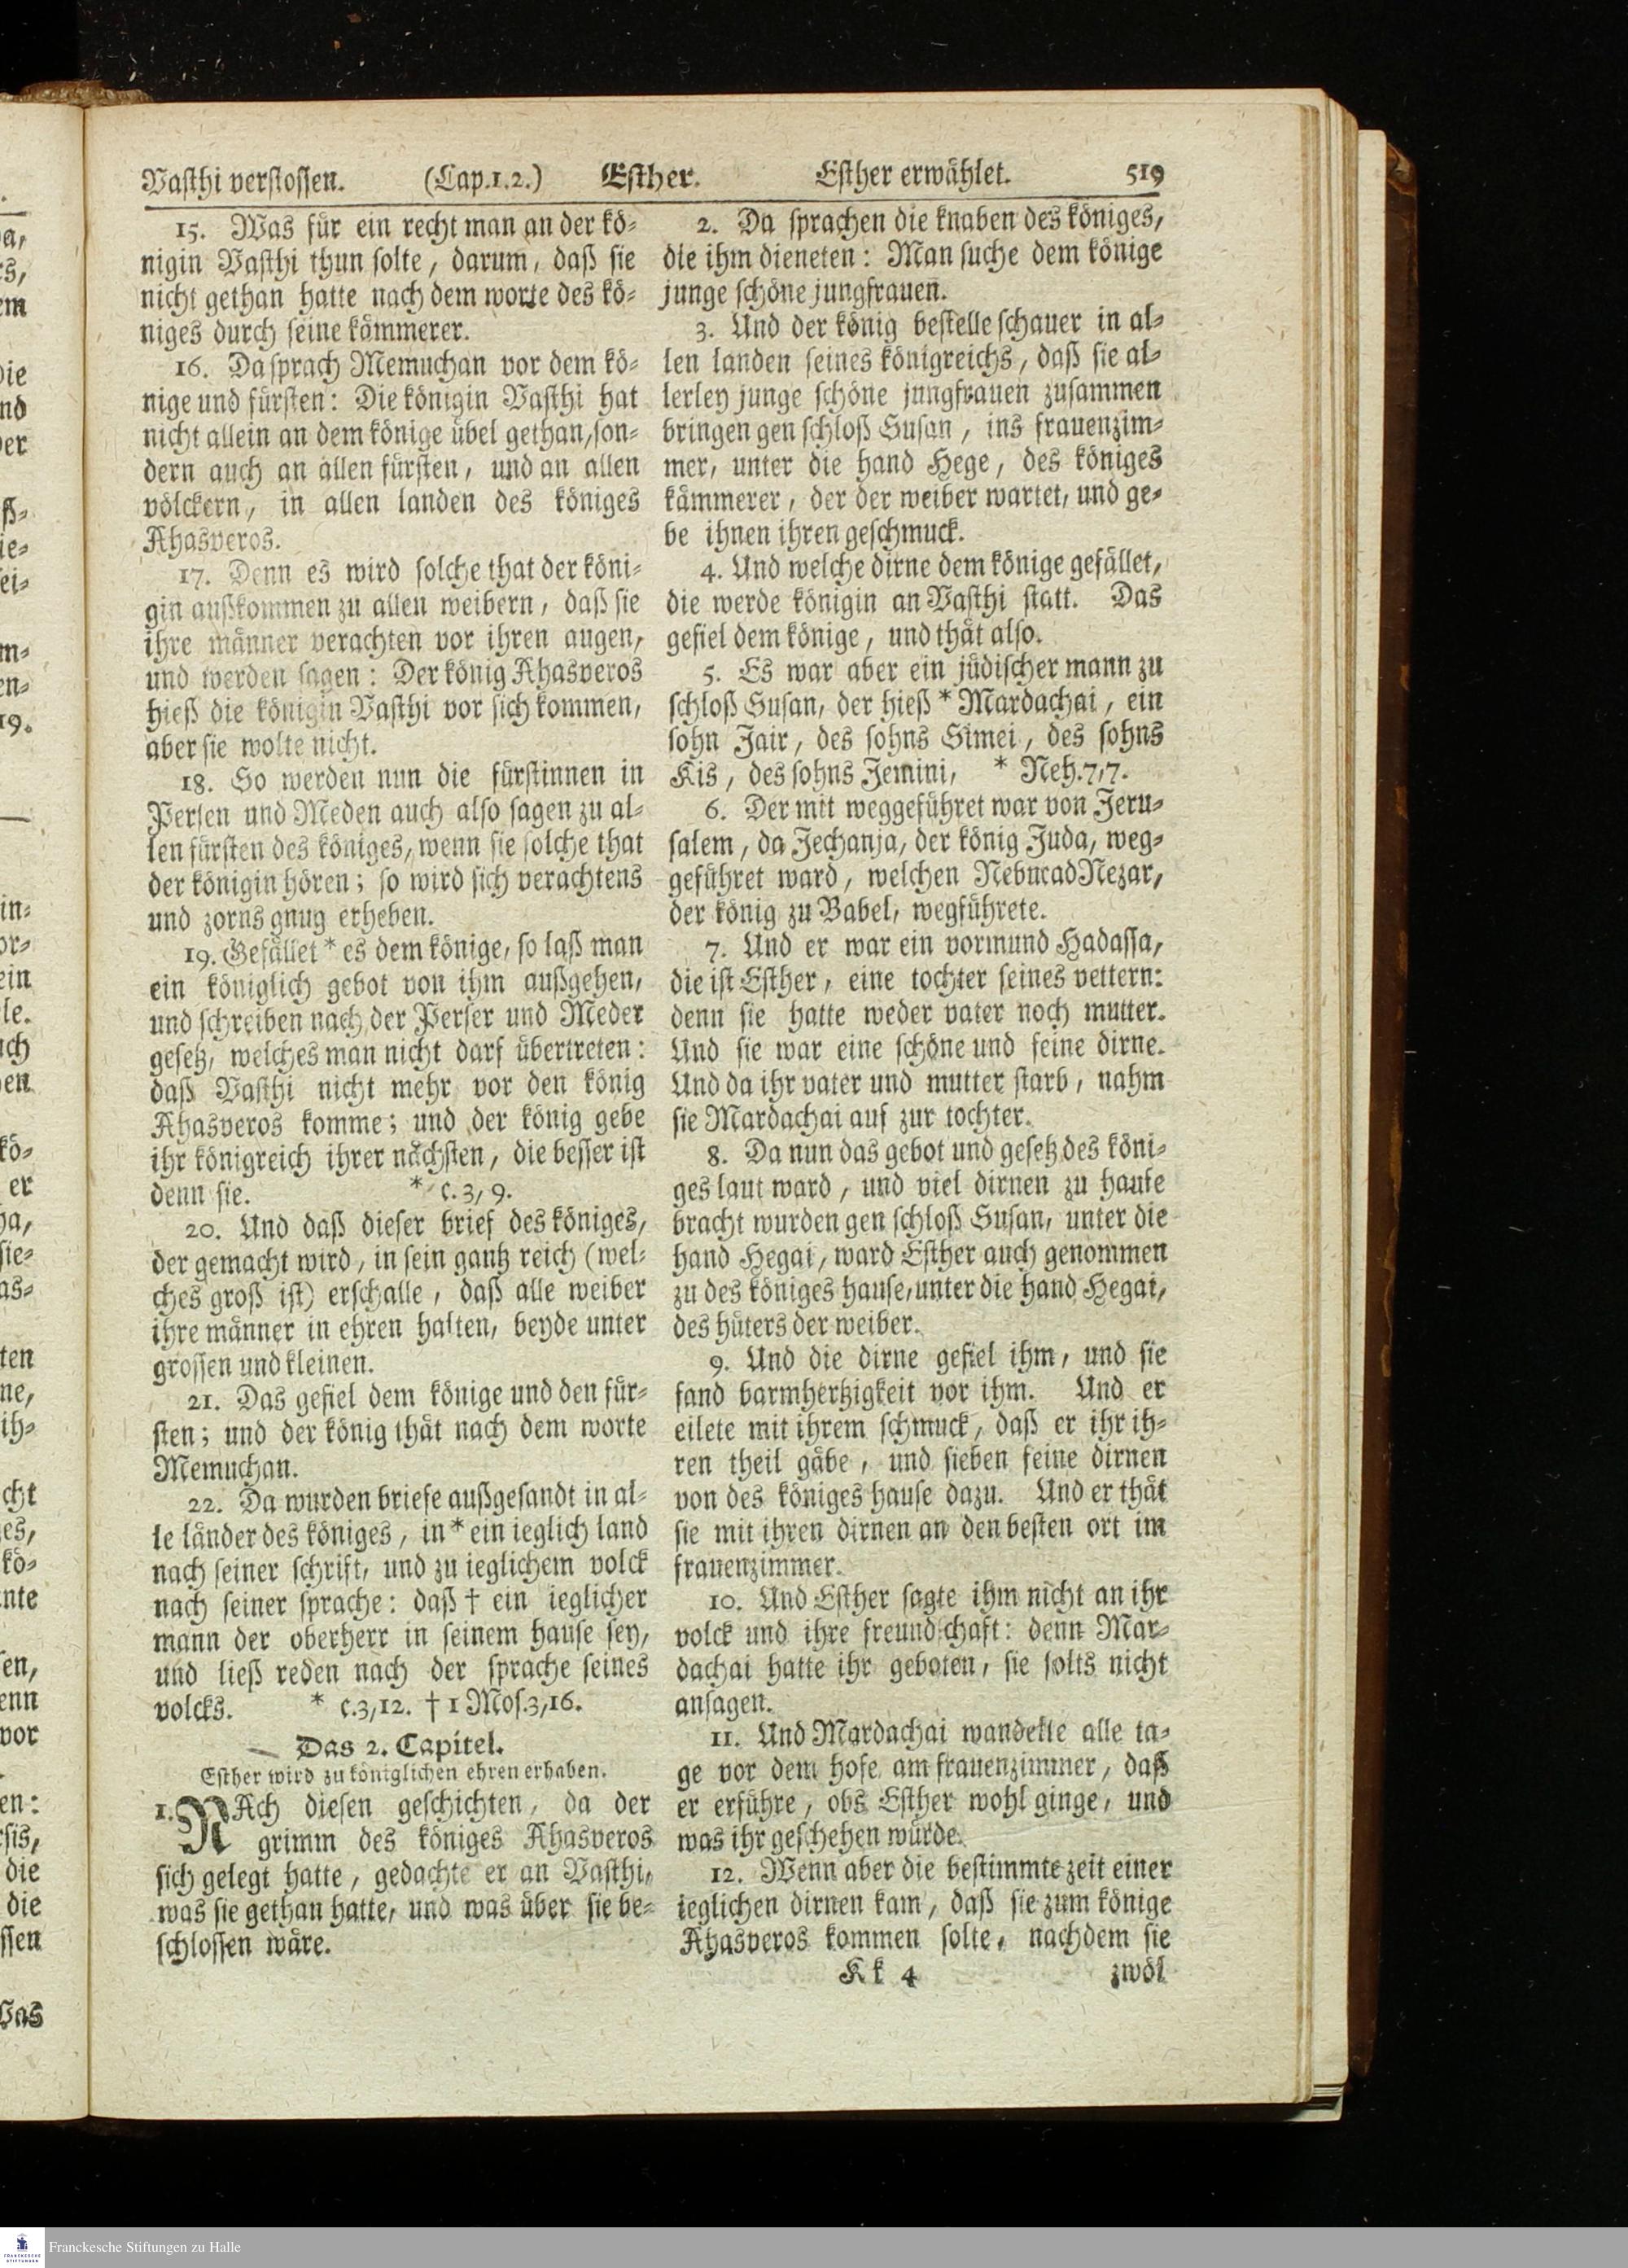 Vasthi verstossen. (Cap.1.2.) Esther. Esther erwählet. 519
15. Was für ein recht man an der kö-
nigin Vasthi thun solte, darum, daß sie
nicht gethan hatte nach dem worte des kö-
niges durch seine kämmerer.
16. Da sprach Memuchan vor dem kö-
nige und fürsten: Die königin Vasthi hat
nicht allein an dem könige übel gethan, son-
dern auch an allen fürsten, und an allen
völckern, in allen landen des königes
Ahasveros.
17. Denn es wird solche that der köni-
gin außkommen zu allen weibern, daß sie
ihre männer verachten vor ihren augen,
und werden sagen: Der könig Ahasveros
hieß die königin Vasthi vor sich kommen,
aber sie wolte nicht.
18. So werden nun die fürstinnen in
Persen und Meden auch also sagen zu al-
len fürsten des königes, wenn sie solche that
der königin hören; so wird sich verachtens
und zorns gnug erheben.
19. Gefället * es dem könige, so laß man
ein königlich gebot von ihm außgehen,
und schreiben nach der Perser und Meder
gesetz, welches man nicht darf übertreten:
daß Vasthi nicht mehr vor den könig
Ahasveros komme; und der könig gebe
ihr königreich ihrer nächsten, die besser ist
denn sie. * c.3,9.
20. Und daß dieser brief des königes,
der gemacht wird, in sein gantz reich (wel-
ches groß ist) erschalle, daß alle weiber
ihre männer in ehren halten, beyde unter
grossen und kleinen.
21. Das gefiel dem könige und den für-
sten; und der könig thät nach dem worte
Memuchan.
22. Da wurden briefe außgesandt in al-
le länder des königes, in * ein ieglich land
nach seiner schrift, und zu ieglichem volck
nach seiner sprache: daß † ein ieglicher
mann der oberherr in seinem hause sey,
und ließ reden nach der sprache seines
volcks. * c.3,12. † 1 Mos.3,16.
Das 2. Capitel.
Esther wird zu königlichen ehren erhaben.
1. NAch diesen geschichten, da der
grimm des königes Ahasveros
sich gelegt hatte, gedachte er an Vasthi,
was sie gethan hatte, und was über sie be-
schlossen wäre.
2. Da sprachen die knaben des königes,
die ihm dieneten: Man suche dem könige
junge schöne jungfrauen.
3. Und der könig bestelle schauer in al-
len landen seines königreichs, daß sie al-
lerley junge schöne jungfrauen zusammen
bringen gen schloß Susan, ins frauenzim-
mer, unter die hand Hege, des königes
kämmerer, der der weiber wartet, und ge-
be ihnen ihren geschmuck.
4. Und welche dirne dem könige gefället,
die werde königin an Vasthi statt. Das
gefiel dem könige, und thät also.
5. Es war aber ein jüdischer mann zu
schloß Susan, der hieß * Mardachai, ein
sohn Jair, des sohns Simei, des sohns
Kis, des sohns Jemini, * Neh.7,7.
6. Der mit weggeführet war von Jeru-
salem, da Jechanja, der könig Juda, weg-
geführet ward, welchen NebucadNezar,
der könig zu Babel, wegführete.
7. Und er war ein vormund Hadassa,
die ist Esther, eine tochter seines vettern:
denn sie hatte weder vater noch mutter.
Und sie war eine schöne und feine dirne.
Und da ihr vater und mutter starb, nahm
sie Mardachai auf zur tochter.
8. Da nun das gebot und gesetz des köni-
ges laut ward, und viel dirnen zu haufe
bracht wurden gen schloß Susan, unter die
hand Hegai, ward Esther auch genommen
zu des königes hause, unter die hand Hegai,
des hüters der weiber.
9. Und die dirne gefiel ihm, und sie
fand barmhertzigkeit vor ihm. Und er
eilete mit ihrem schmuck, daß er ihr ih-
ren theil gäbe, und sieben feine dirnen
von des königes hause dazu. Und er thät
sie mit ihren dirnen an den besten ort im
frauenzimmer.
10. Und Esther sagte ihm nicht an ihr
volck und ihre freundschaft: denn Mar-
dachai hatte ihr geboten, sie solts nicht
ansagen.
11. Und Mardachai wandelte alle ta-
ge vor dem hofe am frauenzimmer, daß
er erführe, obs Esther wohl ginge, und
was ihr geschehen würde.
12. Wenn aber die bestimmte zeit einer
ieglichen dirnen kam, daß sie zum könige
Ahasveros kommen solte, nachdem sie
Kk 4 zwöl
Franckesche Stiftungen zu Halle